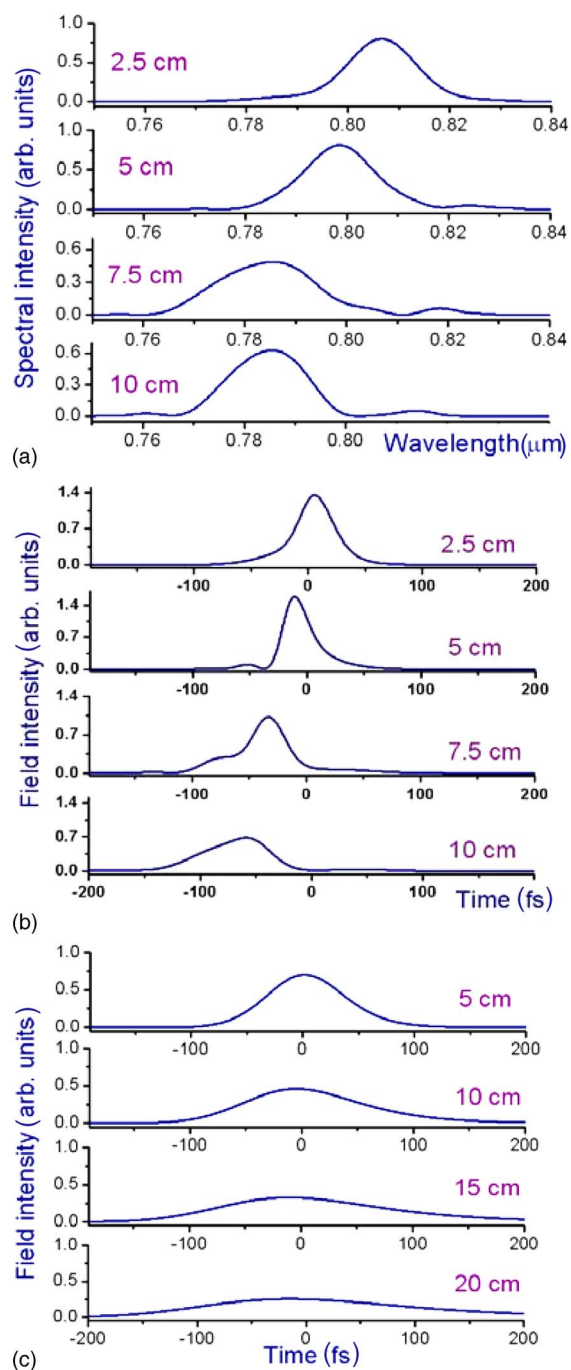 Spectral intensity (arb. units)
1.0
0.5
0.0
2.5 cm
0.76 0.78 0.80 0.82 0.84
1.0
0.5
0.0
5 cm
0.76 0.78 0.80 0.82 0.84
0.6
0.3
0.0
7.5 cm
0.76 0.78 0.80 0.82 0.84
0.6
0.3
0.0
10 cm
0.76 0.78 0.80 Wavelength(μm)
(a)
Field intensity (arb. units)
1.4
0.7
0.0
2.5 cm
-100 0 100 200
1.4
0.7
0.0
5 cm
-100 0 100 200
1.4
0.7
0.0
7.5 cm
-100 0 100 200
1.4
0.7
0.0
10 cm
-200 -100 0 100 200
Time (fs)
(b)
Field intensity (arb. units)
1.0
0.5
0.0
5 cm
-100 0 100 200
1.0
0.5
0.0
10 cm
-100 0 100 200
1.0
0.5
0.0
15 cm
-100 0 100 200
1.0
0.5
0.0
20 cm
-200 -100 0 100 200
Time (fs)
(c)